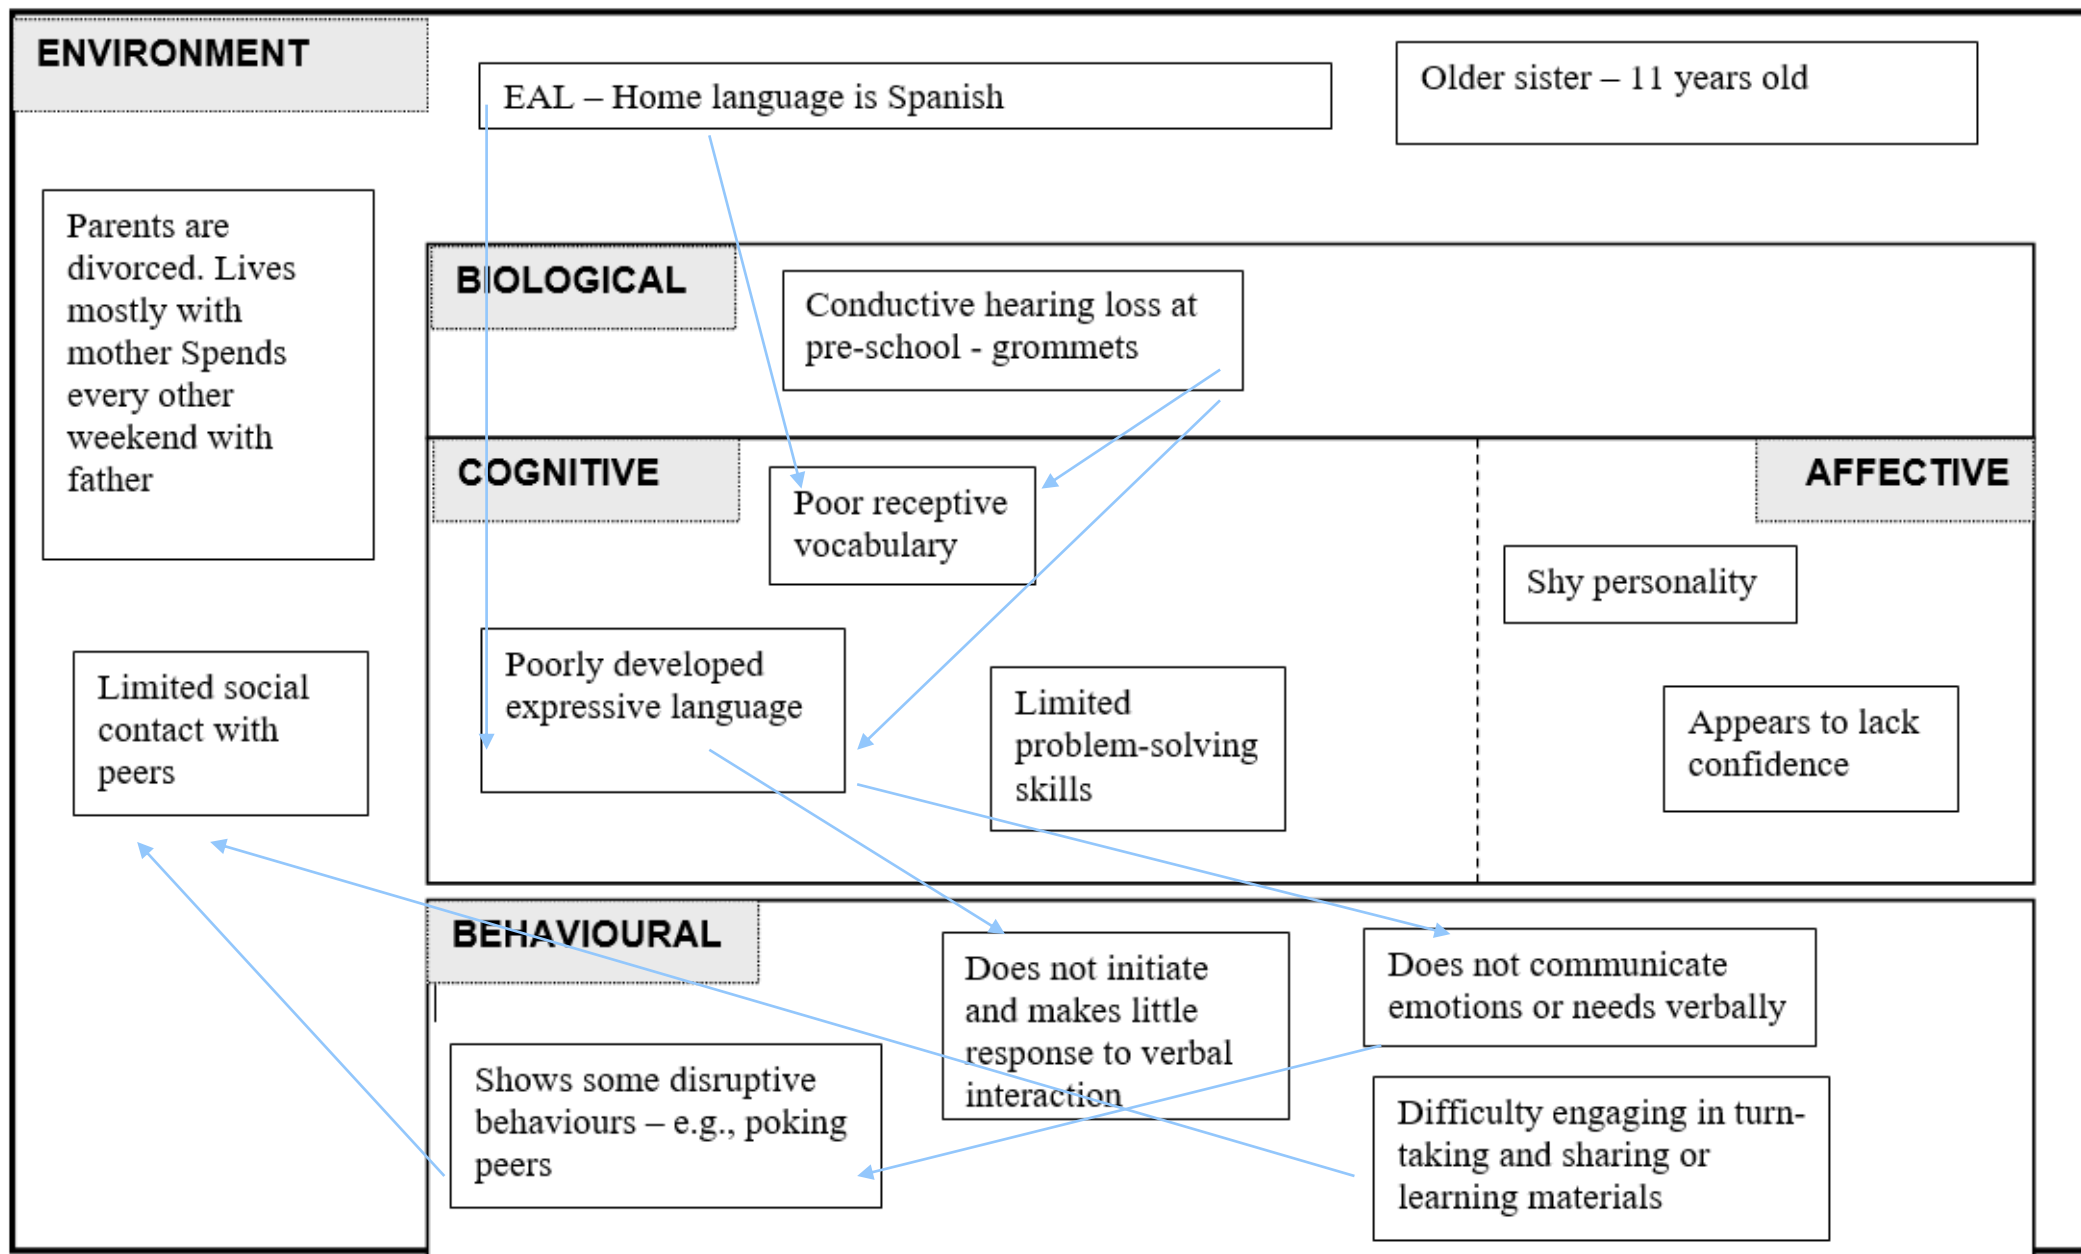 ENVIRONMENT
EAL – Home language is Spanish
Older sister – 11 years old
Parents are
divorced. Lives
mostly with
mother Spends
every other
weekend with
father
Limited social
contact with
peers
BIOLOGICAL
Conductive hearing loss at
pre-school - grommets
COGNITIVE
Poor receptive
vocabulary
Poorly developed
expressive language
Limited
problem-solving
skills
AFFECTIVE
Shy personality
Appears to lack
confidence
BEHAVIOURAL
Shows some disruptive
behaviours – e.g., poking
peers
Does not initiate
and makes little
response to verbal
interaction
Does not communicate
emotions or needs verbally
Difficulty engaging in turn-
taking and sharing or
learning materials